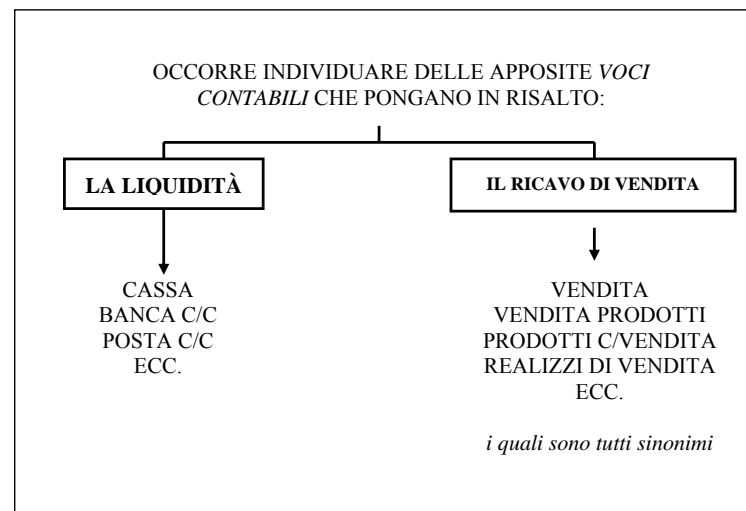 OCCORRE INDIVIDUARE DELLE APPOSITE VOCI
CONTABILI CHE PONGANO IN RISALTO:
LA LIQUIDITÀ
CASSA
BANCA C/C
POSTA C/C
ECC.
IL RICAVO DI VENDITA
VENDITA
VENDITA PRODOTTI
PRODOTTI C/VENDITA
REALIZZI DI VENDITA
ECC.
i quali sono tutti sinonimi